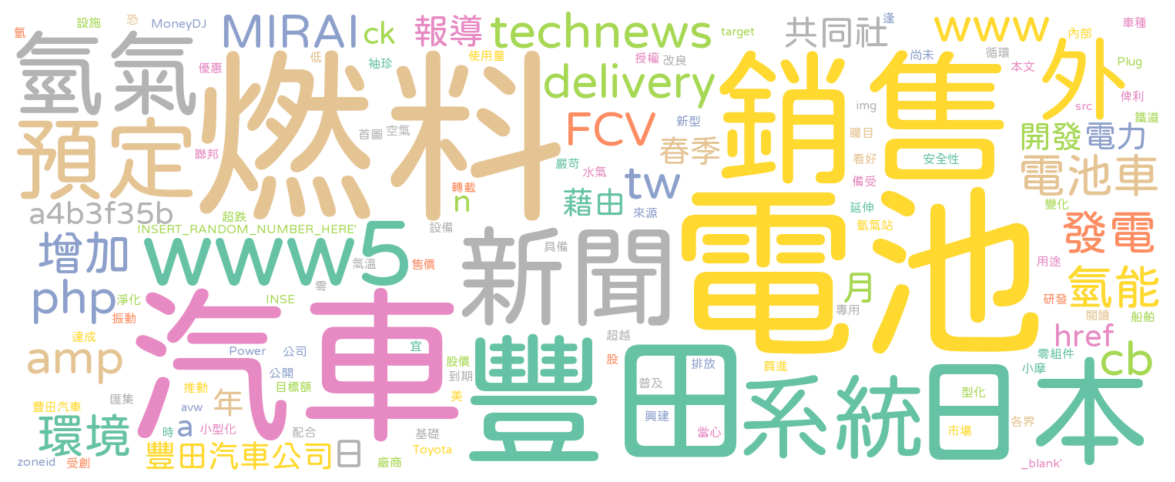 氫 MoneyDJ 設施 恐 MIRAI ck 報導 technews target 共同社 逢 www 車種
氫氣 優惠 低 袖珍 使用量 授權 改良 尚未 循環 本文 內部 Plug
燃料 delivery 銷售 外 img src 俾利
預定 聯邦 首圖 空氣 FCV 新型 矚目 開發 電力 鐵道
嚴苛 水氣 春季 看好 安全性 電池車
a4b3f35b 超跌 轉載 n 藉由 tw 來源 備受 延伸 變化
INSERT_RANDOM_NUMBER_HERE' 設備 電池 氫氣站 發電
增加 www5 氣溫 售價 新聞 具備 用途
php 淨化 振動 INSE 零 月 專用 研發 氫能 閱讀 船舶
達成 汽車 超越 href
amp Power 公司 宜 股價 豐田 股 排放 買進 小摩 零組件 cb
推動 公開 目標額 到期 普及 系統 日本 型化
豐田汽車 匯集 avw 年 美 興建 各界
環境 時 a 小型化 配合 基礎 當心 市場
zoneid 受創 豐田汽車公司 日 廠商 Toyota _blank'